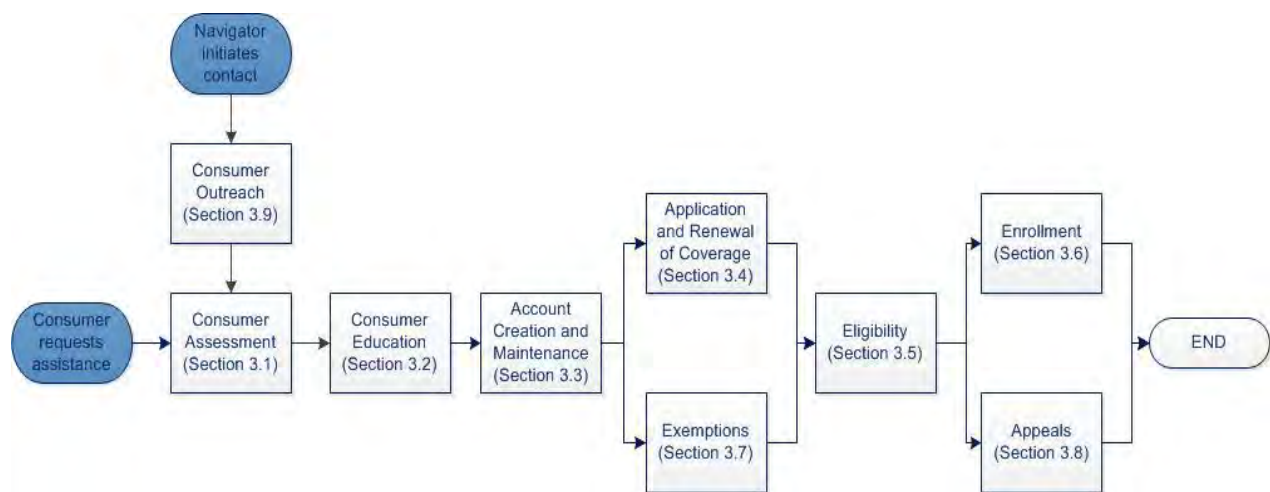 Navigator
initiates
contact
Consumer
Outreach
(Section 3.9)
Consumer
requests
assistance
Consumer
Assessment
(Section 3.1)
Consumer
Education
(Section 3.2)
Account
Creation and
Maintenance
(Section 3.3)
Application
and Renewal
of Coverage
(Section 3.4)
Exemptions
(Section 3.7)
Eligibility
(Section 3.5)
Enrollment
(Section 3.6)
Appeals
(Section 3.8)
END